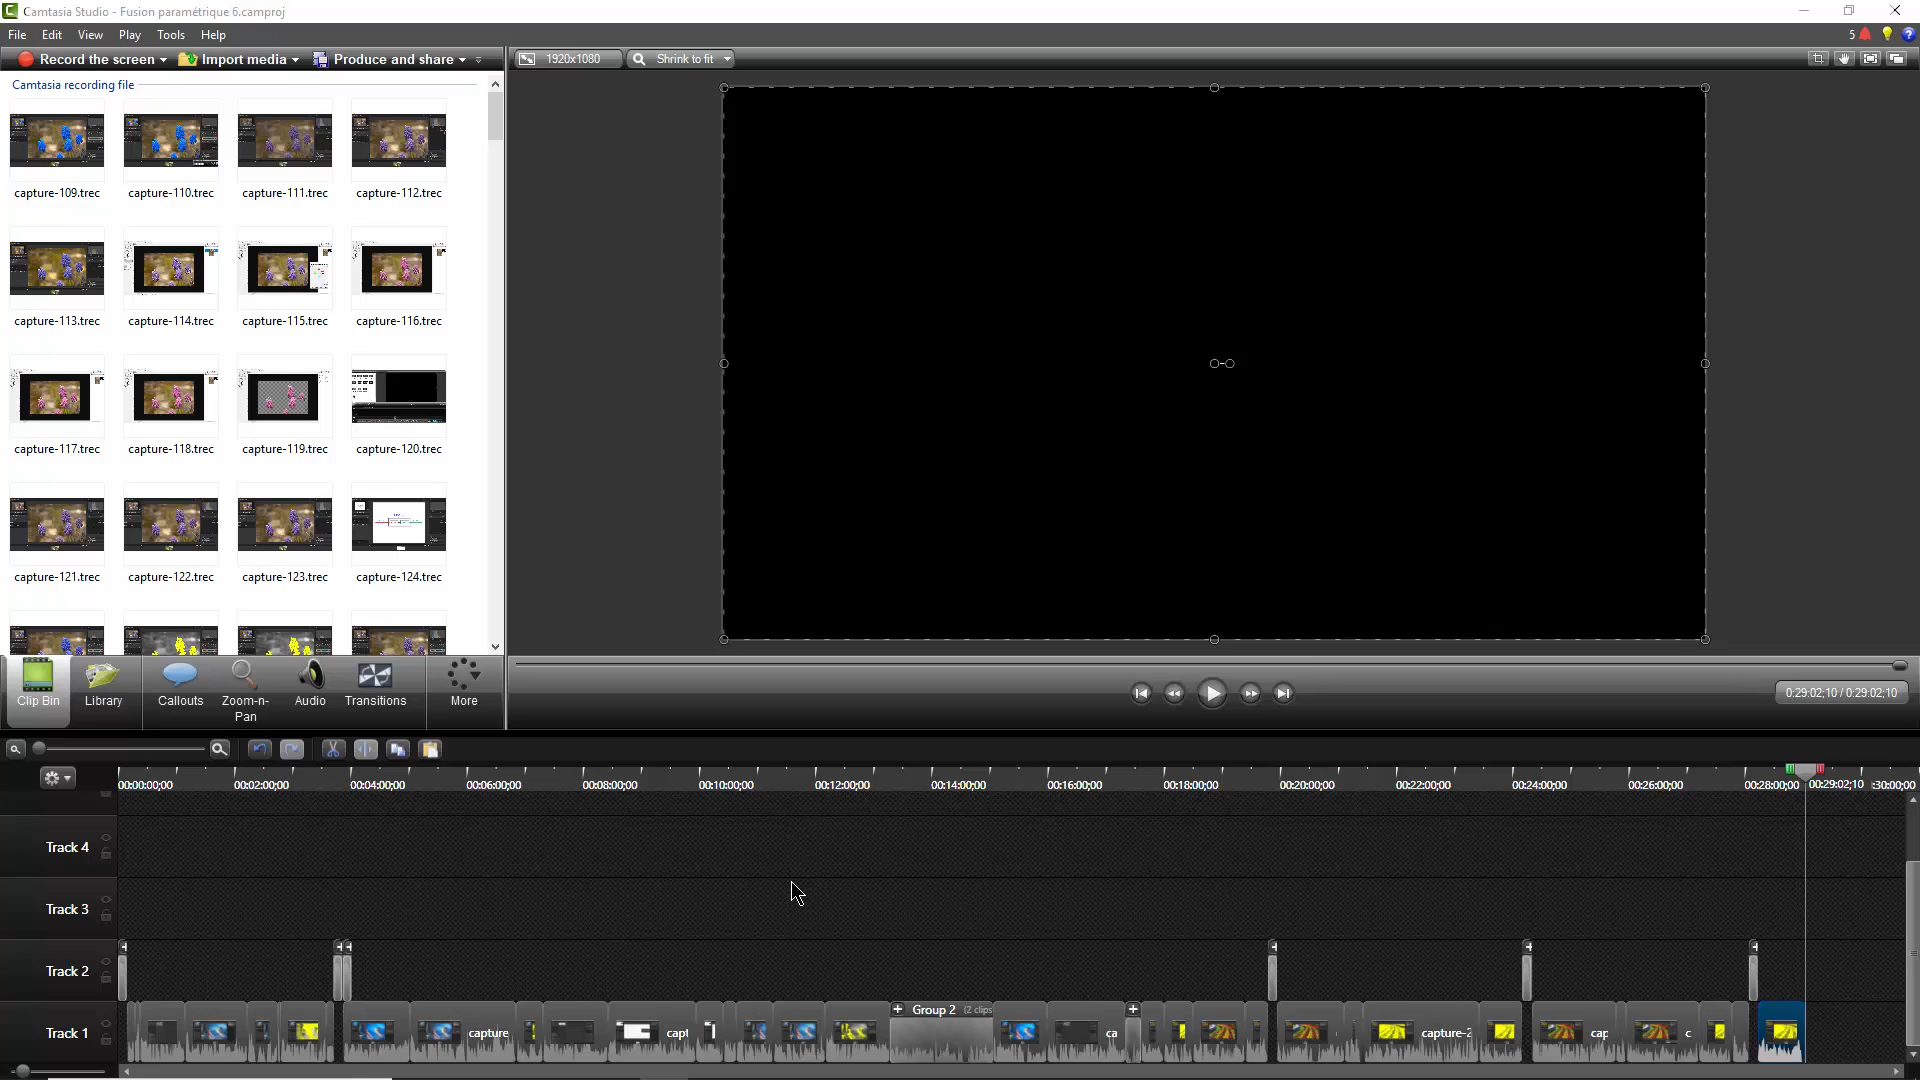 Camtasia Studio - Fusion paramétrique 6.camproj
File Edit View Play Tools Help 5
Record the screen Import media Produce and share 1920x1080 Shrink to fit
Camtasia recording file
capture-109.trec capture-110.trec capture-111.trec capture-112.trec
capture-113.trec capture-114.trec capture-115.trec capture-116.trec
capture-117.trec capture-118.trec capture-119.trec capture-120.trec
capture-121.trec capture-122.trec capture-123.trec capture-124.trec
Clip Bin Library Callouts Zoom-n-Pan Audio Transitions More
0:29:02;10 / 0:29:02;10
00:00:00;00 00:02:00;00 00:04:00;00 00:06:00;00 00:08:00;00 00:10:00;00 00:12:00;00 00:14:00;00 00:16:00;00 00:18:00;00 00:20:00;00 00:22:00;00 00:24:00;00 00:26:00;00 00:28:00;00 00:29:02;10 :30:00;00
Track 4
Track 3
Track 2
Track 1 capture capt Group 2 (2 clips ca capture-2 cap c